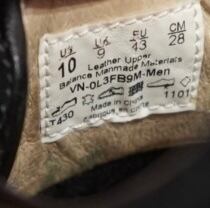 US UK EU CM
10 9 43 28
Leather Upper
Balance Manmade Materials
VN-0L3FB9M-Men
T430 Made in China 1101